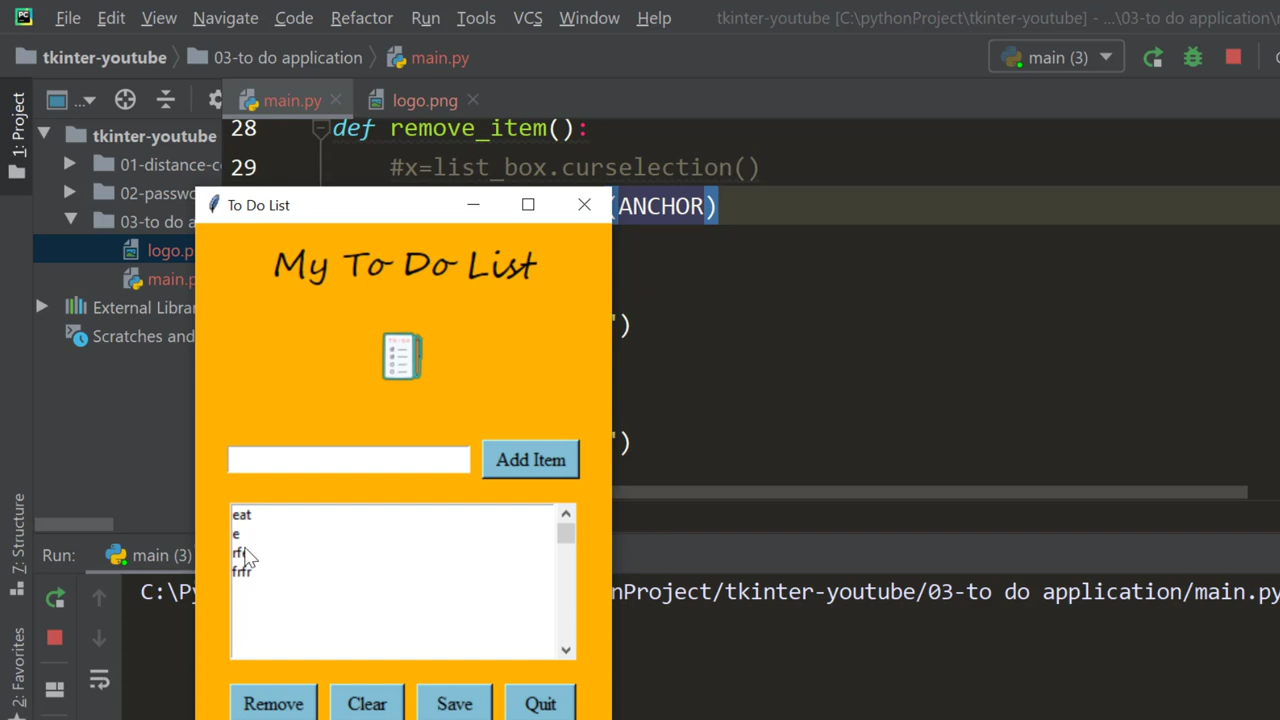 File Edit View Navigate Code Refactor Run Tools VCS Window Help tkinter-youtube [C:\pythonProject\tkinter-youtube] - ...\03-to do application\
tkinter-youtube 03-to do application main.py main (3)
1: Project
... main.py logo.png
tkinter-youtube
01-distance-c
02-passwo
03-to do a
logo.p
main.p
External Librar
Scratches and
28 def remove_item():
29 #x=list_box.curselection()
(ANCHOR)
")
")
To Do List
My To Do List
Add Item
eat
e
frfr
Remove Clear Save Quit
Z: Structure
2: Favorites
Run: main (3)
C:\Py
nProject/tkinter-youtube/03-to do application/main.py